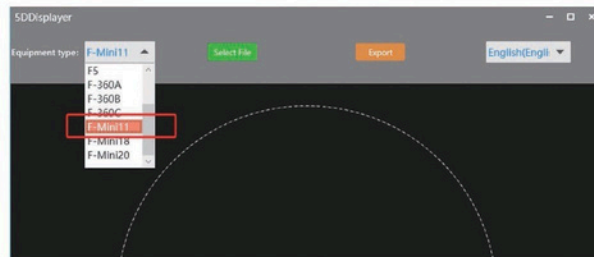 SDDisplayer
Equipment type: F-Mini11 Select File Export English(Engli
F5
F-360A
F-360B
F-360C
F-Mini11
F-Mini18
F-Mini20